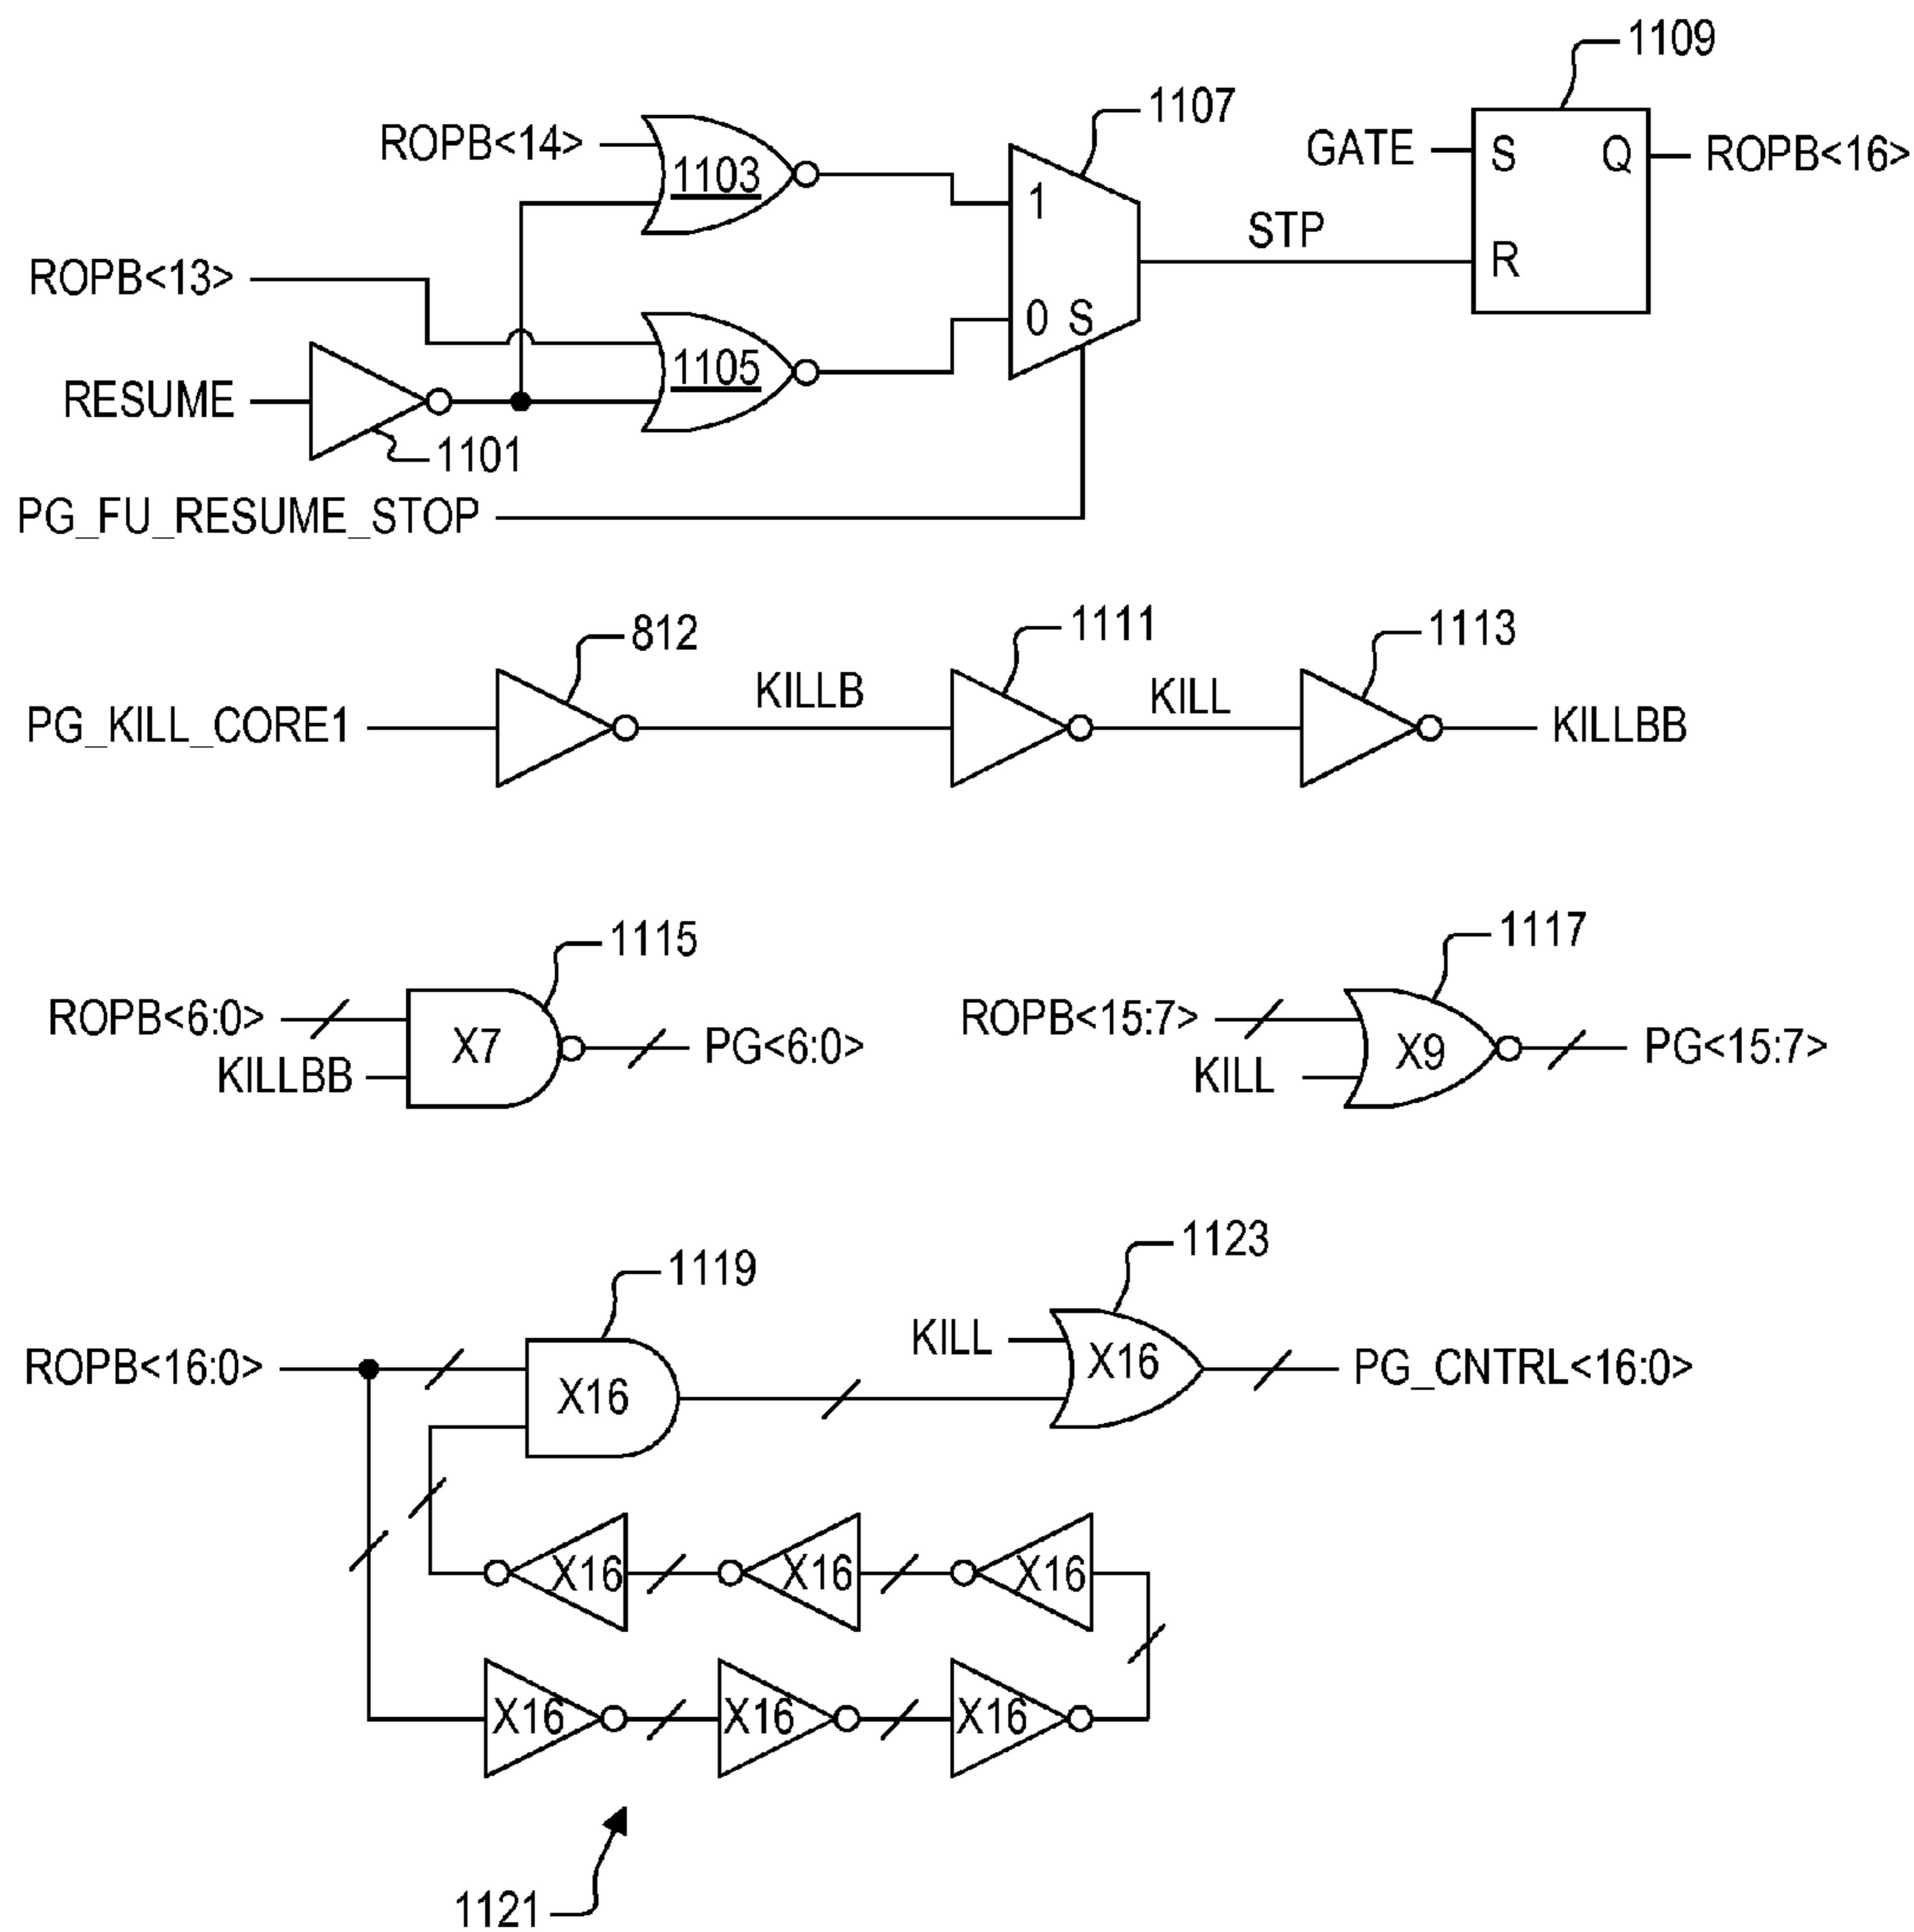 1109
1107
ROPB<14>
1103
GATE
S
Q
ROPB<16>
1
STP
R
ROPB<13>
0 S
1105
RESUME
1101
PG_FU_RESUME_STOP
812
1111
1113
PG_KILL_CORE1
KILLB
KILL
KILLBB
1115
1117
ROPB<6:0>
X7
PG<6:0>
KILLBB
ROPB<15:7>
X9
PG<15:7>
KILL
1119
1123
ROPB<16:0>
X16
KILL
X16
PG_CNTRL<16:0>
X16
X16
X16
X16
X16
X16
1121